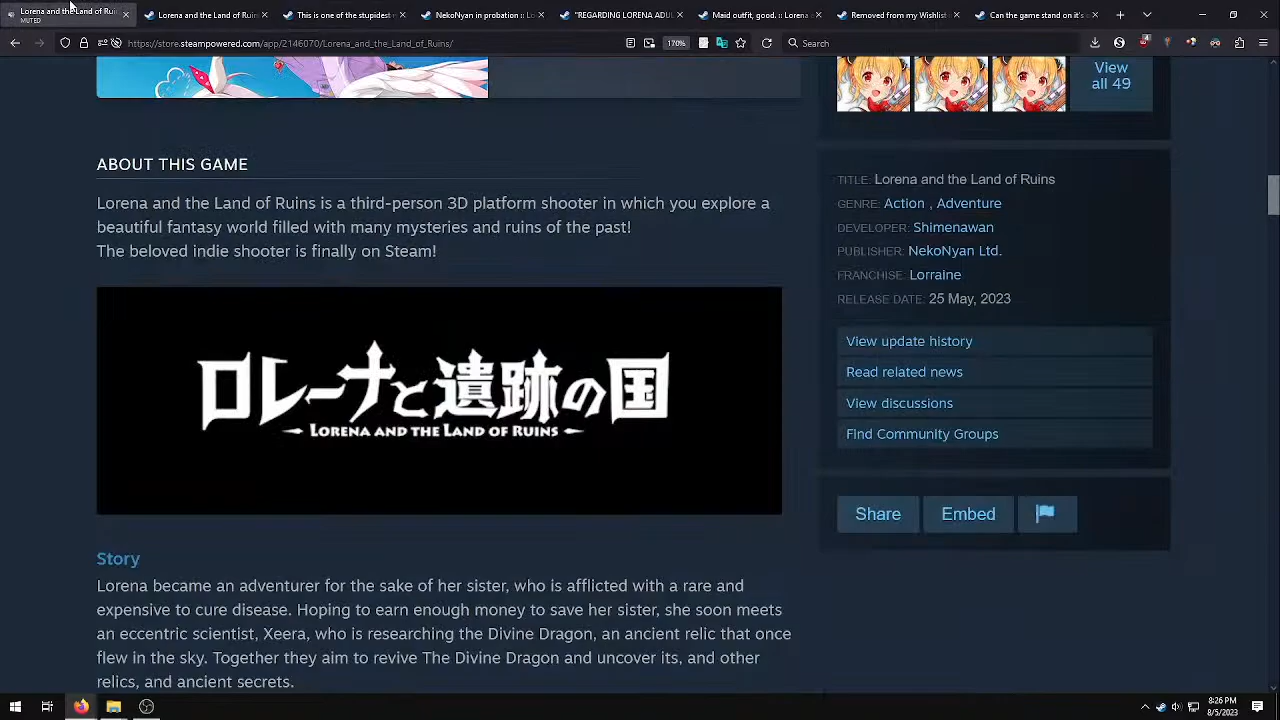 Lorena and the Land of Ruin
MUTED
Lorena and the Land of Ruin
This is one of the stupidest r
NekoNyan in probation :: Lo
"REGARDING LORENA ADUL
Maid outfit, good. :: Lorena
Removed from Wishlist
Can the game stand on it's o
https://store.steampowered.com/app/2146070/Lorena_and_the_Land_of_Ruins/
170%
Search
View
all 49
ABOUT THIS GAME
Lorena and the Land of Ruins is a third-person 3D platform shooter in which you explore a
beautiful fantasy world filled with many mysteries and ruins of the past!
The beloved indie shooter is finally on Steam!
ロレーナと遺跡の国
LORENA AND THE LAND OF RUINS
Story
Lorena became an adventurer for the sake of her sister, who is afflicted with a rare and
expensive to cure disease. Hoping to earn enough money to save her sister, she soon meets
an eccentric scientist, Xeera, who is researching the Divine Dragon, an ancient relic that once
flew in the sky. Together they aim to revive The Divine Dragon and uncover its, and other
relics, and ancient secrets.
TITLE: Lorena and the Land of Ruins
GENRE: Action , Adventure
DEVELOPER: Shimenawan
PUBLISHER: NekoNyan Ltd.
FRANCHISE: Lorraine
RELEASE DATE: 25 May, 2023
View update history
Read related news
View discussions
Find Community Groups
Share
Embed
8:26 PM
8/5/2023